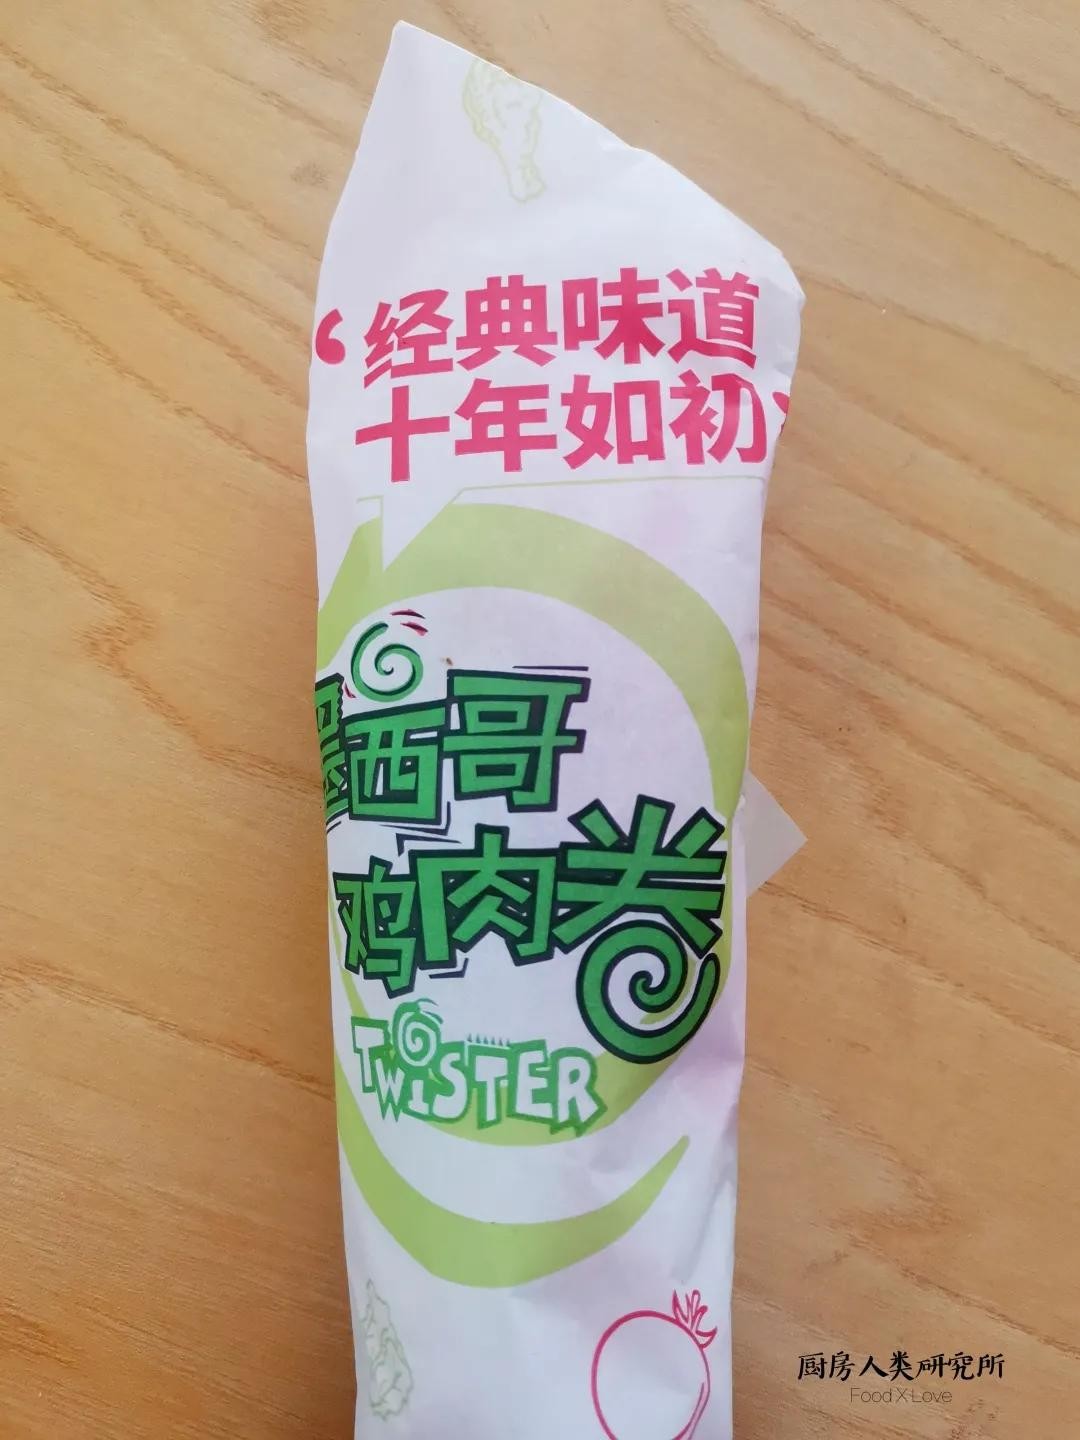 ‘经典味道
十年如初’
墨西哥
鸡肉卷
TWISTER
厨房人类研究所
Food X Love